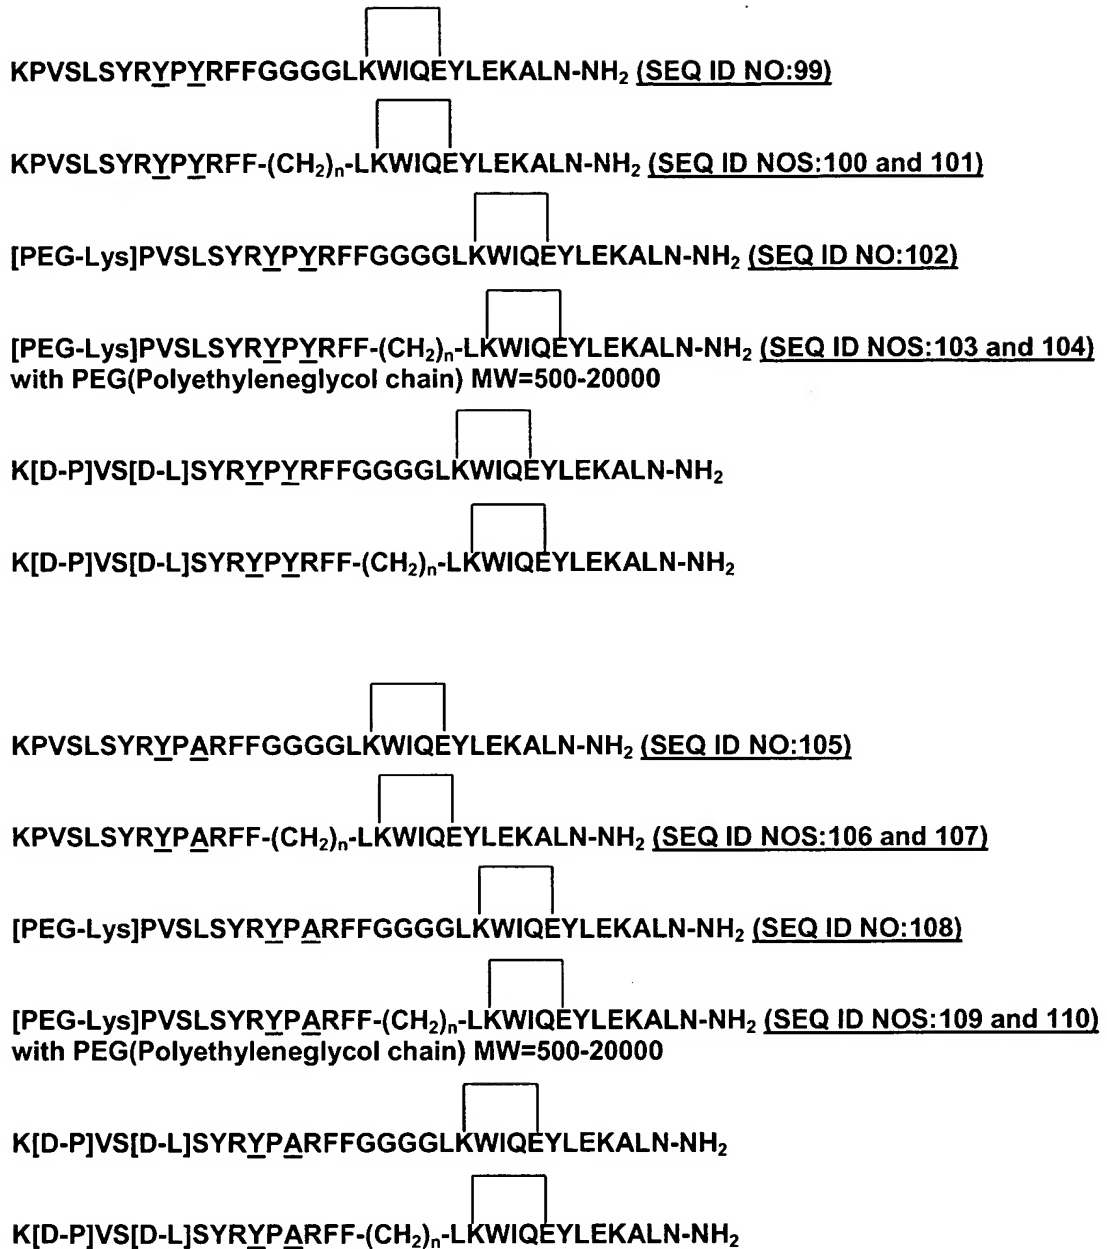 KPVSLSYRYPYRFFGGGGLKWIQEYLEKALN-NH₂ (SEQ ID NO:99)
KPVSLSYRYPYRFF-(CH₂)ₙ-LKWIQEYLEKALN-NH₂ (SEQ ID NOS:100 and 101)
[PEG-Lys]PVSLSYRYPYRFFGGGGLKWIQEYLEKALN-NH₂ (SEQ ID NO:102)
[PEG-Lys]PVSLSYRYPYRFF-(CH₂)ₙ-LKWIQEYLEKALN-NH₂ (SEQ ID NOS:103 and 104)
with PEG(Polyethyleneglycol chain) MW=500-20000
K[D-P]VS[D-L]SYRYPYRFFGGGGLKWIQEYLEKALN-NH₂
K[D-P]VS[D-L]SYRYPYRFF-(CH₂)ₙ-LKWIQEYLEKALN-NH₂
KPVSLSYRYPARFFGGGGLKWIQEYLEKALN-NH₂ (SEQ ID NO:105)
KPVSLSYRYPARFF-(CH₂)ₙ-LKWIQEYLEKALN-NH₂ (SEQ ID NOS:106 and 107)
[PEG-Lys]PVSLSYRYPARFFGGGGLKWIQEYLEKALN-NH₂ (SEQ ID NO:108)
[PEG-Lys]PVSLSYRYPARFF-(CH₂)ₙ-LKWIQEYLEKALN-NH₂ (SEQ ID NOS:109 and 110)
with PEG(Polyethyleneglycol chain) MW=500-20000
K[D-P]VS[D-L]SYRYPARFFGGGGLKWIQEYLEKALN-NH₂
K[D-P]VS[D-L]SYRYPARFF-(CH₂)ₙ-LKWIQEYLEKALN-NH₂